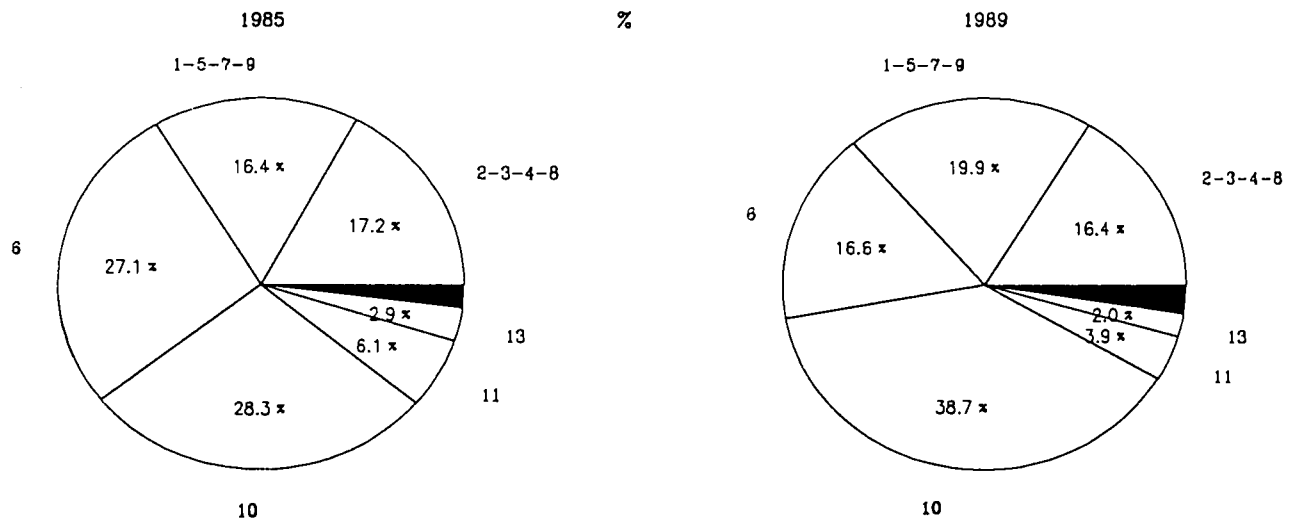 1985 % 1989
1-5-7-9 1-5-7-9
16.4 % 19.9 %
2-3-4-8 2-3-4-8
17.2 % 16.4 %
6 27.1 % 6 16.6 %
2.9 % 2.0 %
13 13
6.1 % 3.9 %
11 11
28.3 % 38.7 %
10 10